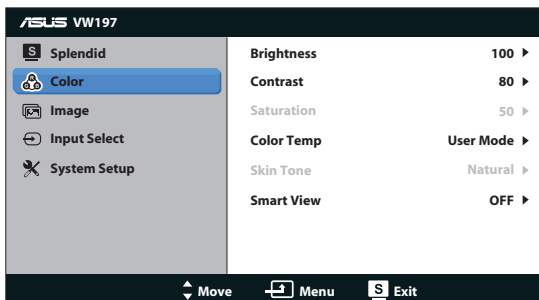 ASUS VW197
S Splendid
Color
Image
Input Select
System Setup
Brightness 100
Contrast 80
Saturation 50
Color Temp User Mode
Skin Tone Natural
Smart View OFF
Move Menu S Exit